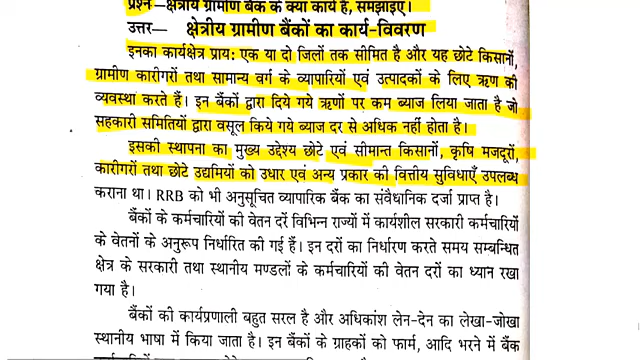 प्रश्न—क्षेत्रीय ग्रामीण बैंक के क्या कार्य है, समझाइए।
उत्तर— क्षेत्रीय ग्रामीण बैंकों का कार्य-विवरण
इनका कार्यक्षेत्र प्राय: एक या दो जिलों तक सीमित है और यह छोटे किसानों,
ग्रामीण कारीगरों तथा सामान्य वर्ग के व्यापारियों एवं उत्पादकों के लिए ऋण की
व्यवस्था करते हैं। इन बैंकों द्वारा दिये गये ऋणों पर कम ब्याज लिया जाता है जो
सहकारी समितियों द्वारा वसूल किये गये ब्याज दर से अधिक नहीं होता है।
इसकी स्थापना का मुख्य उद्देश्य छोटे एवं सीमान्त किसानों, कृषि मजदूरों,
कारीगरों तथा छोटे उद्यमियों को उधार एवं अन्य प्रकार की वित्तीय सुविधाएँ उपलब्ध
कराना था। RRB को भी अनुसूचित व्यापारिक बैंक का संवैधानिक दर्जा प्राप्त है।
बैंकों के कर्मचारियों की वेतन दरें विभिन्न राज्यों में कार्यशील सरकारी कर्मचारियों
के वेतनों के अनुरूप निर्धारित की गई हैं। इन दरों का निर्धारण करते समय सम्बन्धित
क्षेत्र के सरकारी तथा स्थानीय मण्डलों के कर्मचारियों की वेतन दरों का ध्यान रखा
गया है।
बैंकों की कार्यप्रणाली बहुत सरल है और अधिकांश लेन-देन का लेखा-जोखा
स्थानीय भाषा में किया जाता है। इन बैंकों के ग्राहकों को फार्म, आदि भरने में बैंक